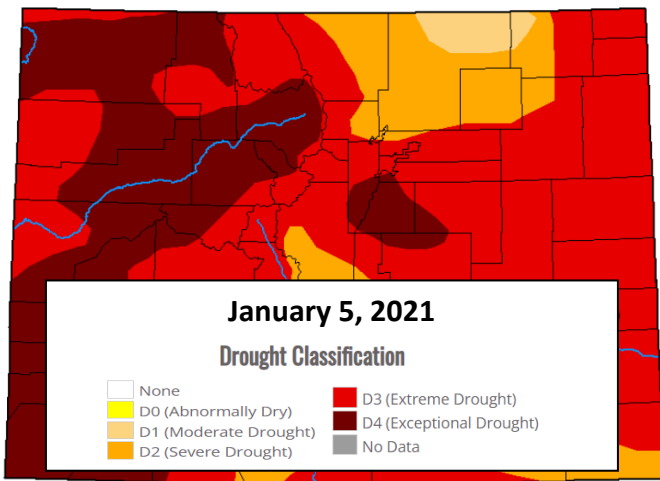 January 5, 2021
Drought Classification
None
D0 (Abnormally Dry)
D1 (Moderate Drought)
D2 (Severe Drought)
D3 (Extreme Drought)
D4 (Exceptional Drought)
No Data